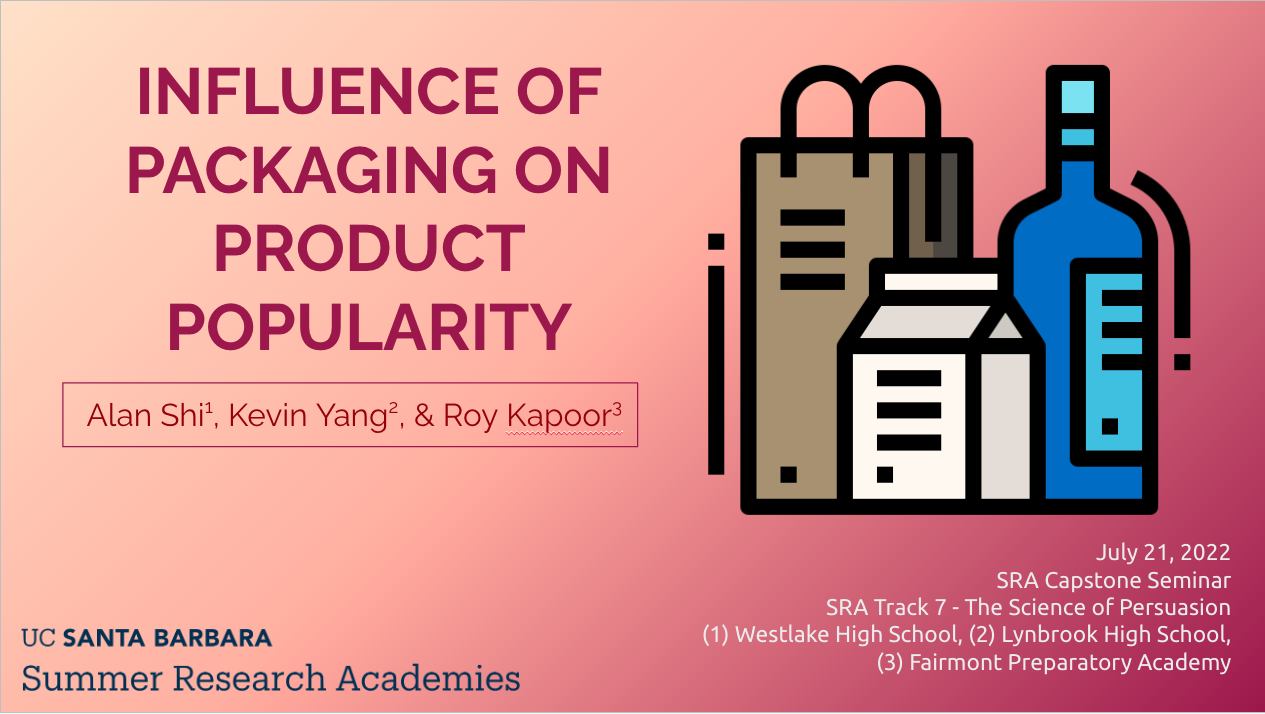 INFLUENCE OF
PACKAGING ON
PRODUCT
POPULARITY
Alan Shi¹, Kevin Yang², & Roy Kapoor³
July 21, 2022
SRA Capstone Seminar
SRA Track 7 - The Science of Persuasion
(1) Westlake High School, (2) Lynbrook High School,
(3) Fairmont Preparatory Academy
UC SANTA BARBARA
Summer Research Academies